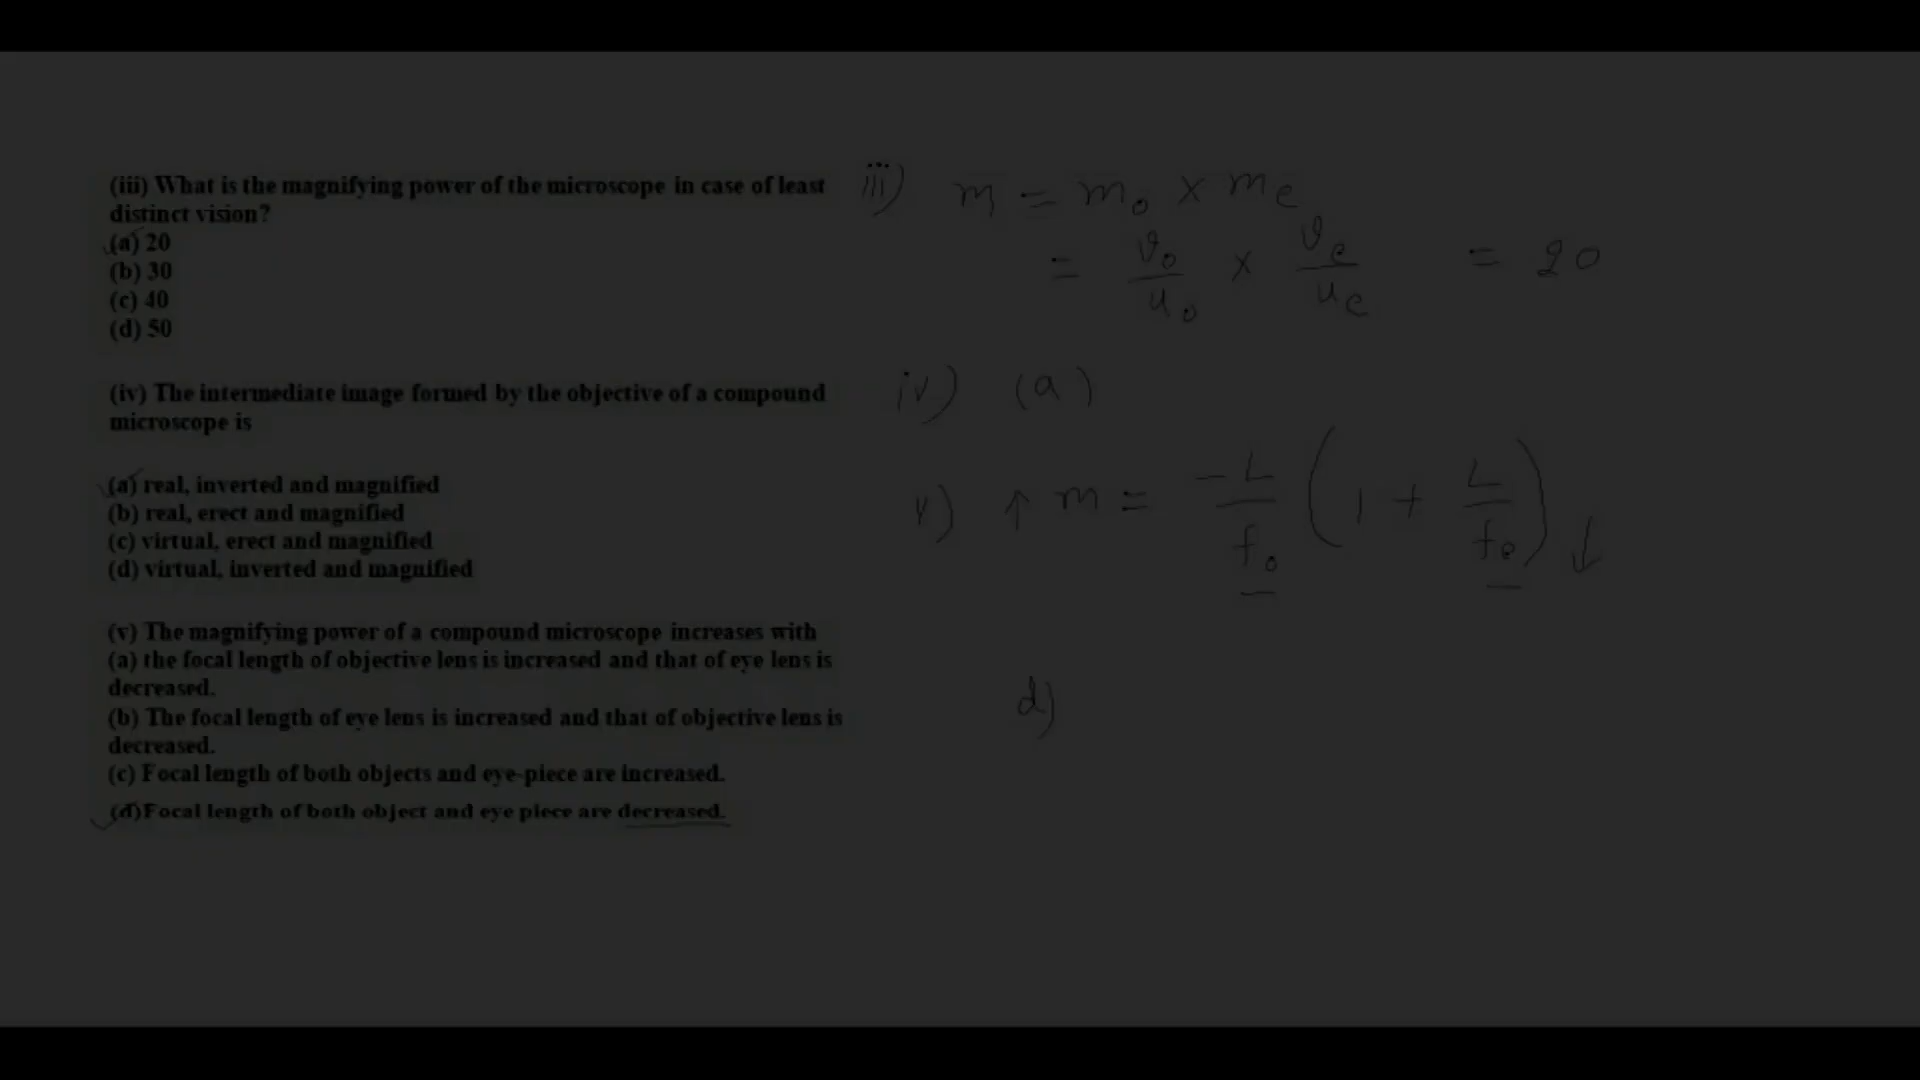 (iii) What is the magnifying power of the microscope in case of least
distinct vision?
(a) 20
(b) 30
(c) 40
(d) 50
(iv) The intermediate image formed by the objective of a compound
microscope is
(a) real, inverted and magnified
(b) real, erect and magnified
(c) virtual, erect and magnified
(d) virtual, inverted and magnified
(v) The magnifying power of a compound microscope increases with
(a) the focal length of objective lens is increased and that of eye lens is
decreased.
(b) The focal length of eye lens is increased and that of objective lens is
decreased.
(c) Focal length of both objects and eye-piece are increased.
(d)Focal length of both object and eye piece are decreased.
iii) m = m₀ × mₑ
= v₀/u₀ × vₑ/uₑ = 20
iv) (a)
v) ↑ m = -L/f₀ (1 + L/fₑ) ↓
d)